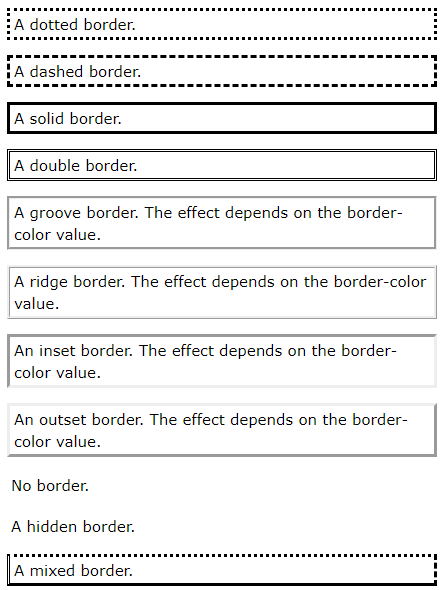 A dotted border.
A dashed border.
A solid border.
A double border.
A groove border. The effect depends on the border-
color value.
A ridge border. The effect depends on the border-color
value.
An inset border. The effect depends on the border-
color value.
An outset border. The effect depends on the border-
color value.
No border.
A hidden border.
A mixed border.